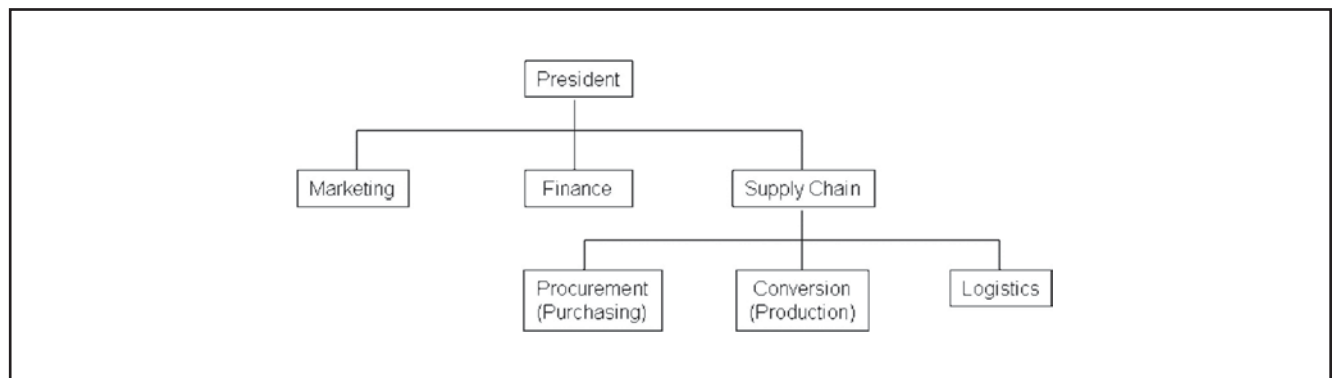 President
Marketing
Finance
Supply Chain
Procurement
(Purchasing)
Conversion
(Production)
Logistics